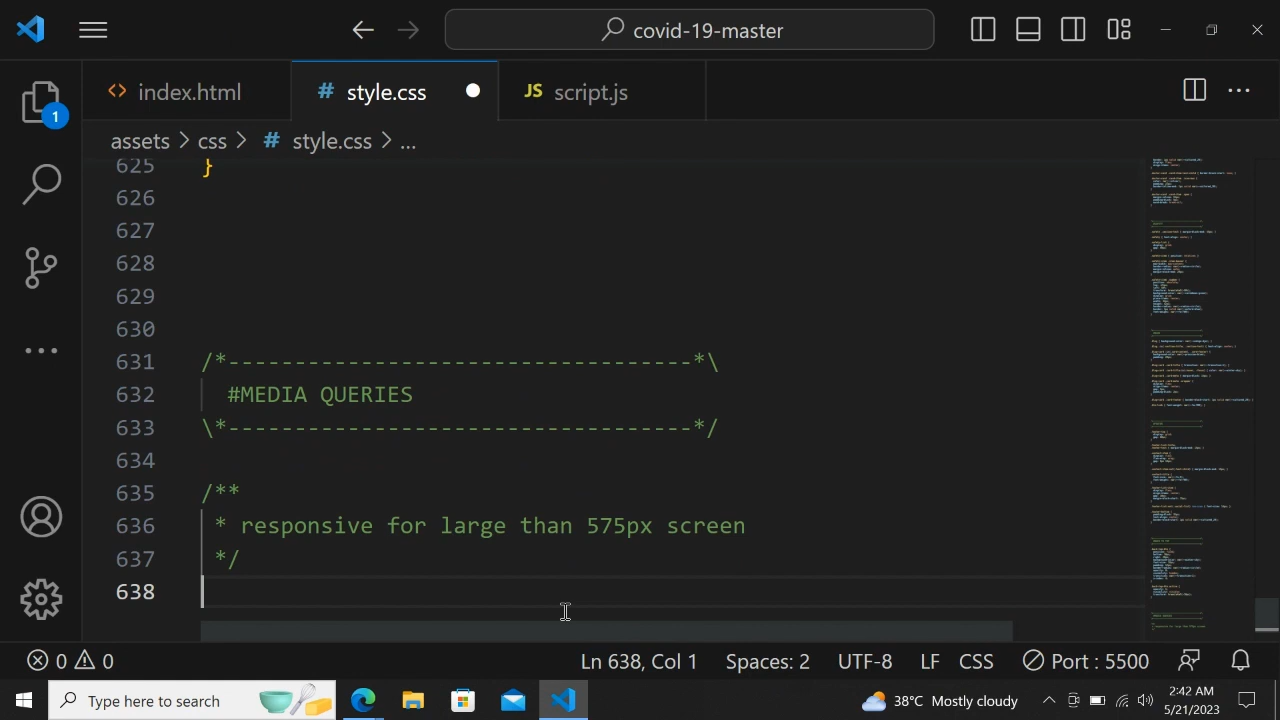 covid-19-master
index.html
# style.css
JS script.js
1
assets > css > # style.css > ...
625 }
626
627
628
629
630
631 /*-----------------------------------*\
632 #MEDIA QUERIES
633 \*-----------------------------------*/
634
635 /**
636 * responsive for large than 575px screen
637 */
638
0 0
Ln 638, Col 1
Spaces: 2
UTF-8
LF
CSS
Port : 5500
Type here to search
38°C Mostly cloudy
2:42 AM
5/21/2023